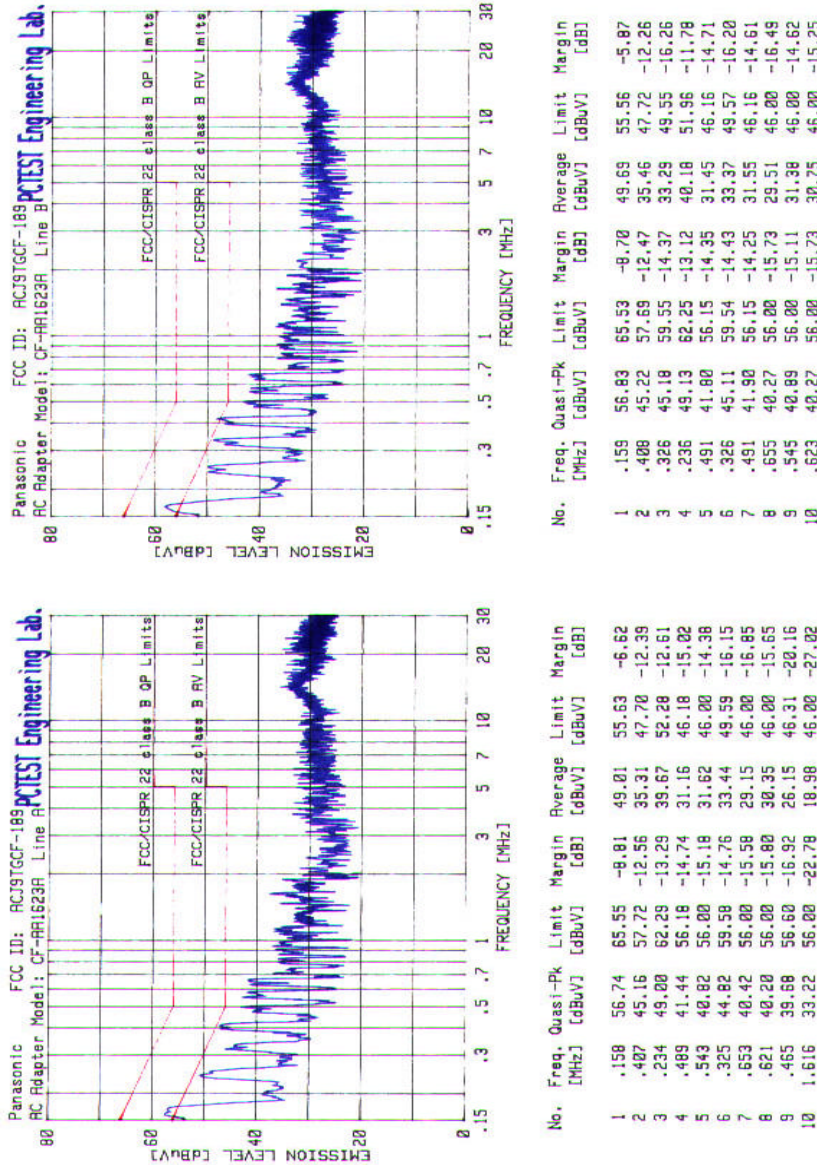 Panasonic FCC ID: ACJ9TGCF-189 PCTEST Engineering Lab.
AC Adapter Model: CF-AA1623A Line A
80
60
40
20
0
EMISSION LEVEL [dBuV]
FCC/CISPR 22 class B QP Limits
FCC/CISPR 22 class B AV Limits
.15 .3 .5 .7 1 3 5 7 10 20 30
FREQUENCY [MHz]
No. Freq. Quasi-Pk Limit Margin Average Limit Margin
[MHz] [dBuV] [dBuV] [dB] [dBuV] [dBuV] [dB]
1 .158 56.74 65.55 -8.81 49.01 55.63 -6.62
2 .407 45.16 57.72 -12.56 35.31 47.70 -12.39
3 .234 49.00 62.29 -13.29 39.67 52.28 -12.61
4 .489 41.44 56.18 -14.74 31.16 46.18 -15.02
5 .543 40.82 56.00 -15.18 31.62 46.00 -14.38
6 .325 44.82 59.58 -14.76 33.44 49.59 -16.15
7 .653 40.42 56.00 -15.58 29.15 46.00 -16.85
8 .621 40.20 56.00 -15.80 30.35 46.00 -15.65
9 .465 39.68 56.60 -16.92 26.15 46.31 -20.16
10 1.616 33.22 56.00 -22.78 18.98 46.00 -27.02
Panasonic FCC ID: ACJ9TGCF-189 PCTEST Engineering Lab.
AC Adapter Model: CF-AA1623A Line B
80
60
40
20
0
EMISSION LEVEL [dBuV]
FCC/CISPR 22 class B QP Limits
FCC/CISPR 22 class B AV Limits
.15 .3 .5 .7 1 3 5 7 10 20 30
FREQUENCY [MHz]
No. Freq. Quasi-Pk Limit Margin Average Limit Margin
[MHz] [dBuV] [dBuV] [dB] [dBuV] [dBuV] [dB]
1 .159 56.83 65.53 -8.70 49.69 55.56 -5.87
2 .408 45.22 57.69 -12.47 35.46 47.72 -12.26
3 .326 45.18 59.55 -14.37 33.29 49.55 -16.26
4 .236 49.13 62.25 -13.12 40.18 51.96 -11.78
5 .491 41.80 56.15 -14.35 31.45 46.16 -14.71
6 .326 45.11 59.54 -14.43 33.37 49.57 -16.20
7 .491 41.90 56.15 -14.25 31.55 46.16 -14.61
8 .655 40.27 56.00 -15.73 29.51 46.00 -16.49
9 .545 40.89 56.00 -15.11 31.38 46.00 -14.62
10 .623 40.27 56.00 -15.73 30.75 46.00 -15.25